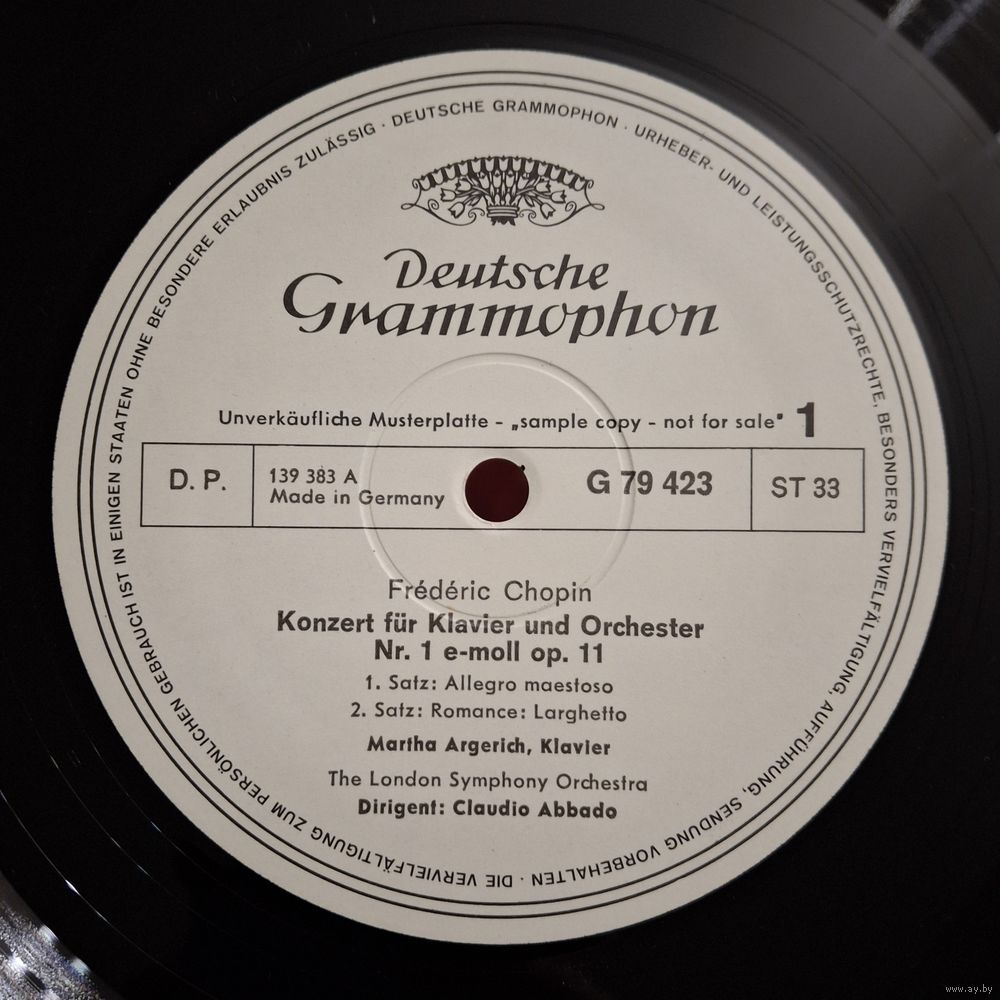 DEUTSCHE GRAMMOPHON · URHEBER- UND LEISTUNGSSCHUTZRECHTE, BESONDERS VERVIELFÄLTIGUNG, AUFFÜHRUNG, SENDUNG VORBEHALTEN · DIE VERVIELFÄLTIGUNG ZUM PERSÖNLICHEN GEBRAUCH IST IN EINIGEN STAATEN OHNE BESONDERE ERLAUBNIS ZULÄSSIG ·
Deutsche
Grammophon
Unverkäufliche Musterplatte - „sample copy - not for sale" 1
D. P.
139 383 A
Made in Germany
G 79 423
ST 33
Frédéric Chopin
Konzert für Klavier und Orchester
Nr. 1 e-moll op. 11
1. Satz: Allegro maestoso
2. Satz: Romance: Larghetto
Martha Argerich, Klavier
The London Symphony Orchestra
Dirigent: Claudio Abbado
www.ay.by